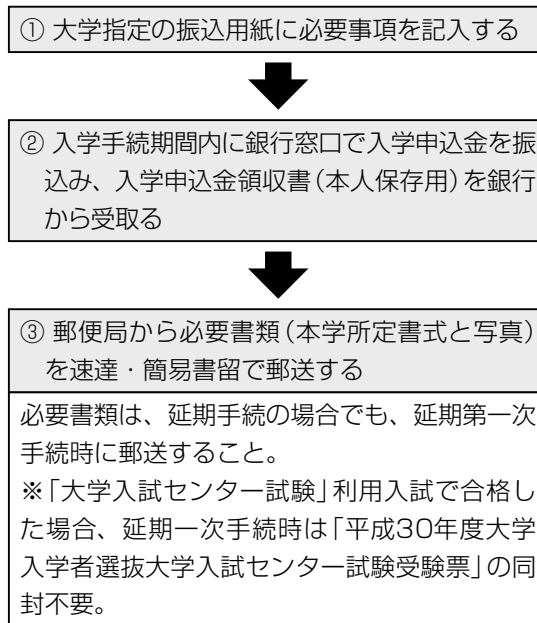 ① 大学指定の振込用紙に必要事項を記入する
② 入学手続期間内に銀行窓口で入学申込金を振
込み、入学申込金領収書(本人保存用)を銀行
から受取る
③ 郵便局から必要書類(本学所定書式と写真)
を速達・簡易書留で郵送する
必要書類は、延期手続の場合でも、延期第一次
手続時に郵送すること。
※「大学入試センター試験」利用入試で合格し
た場合、延期一次手続時は「平成30年度大学
入学者選抜大学入試センター試験受験票」の同
封不要。